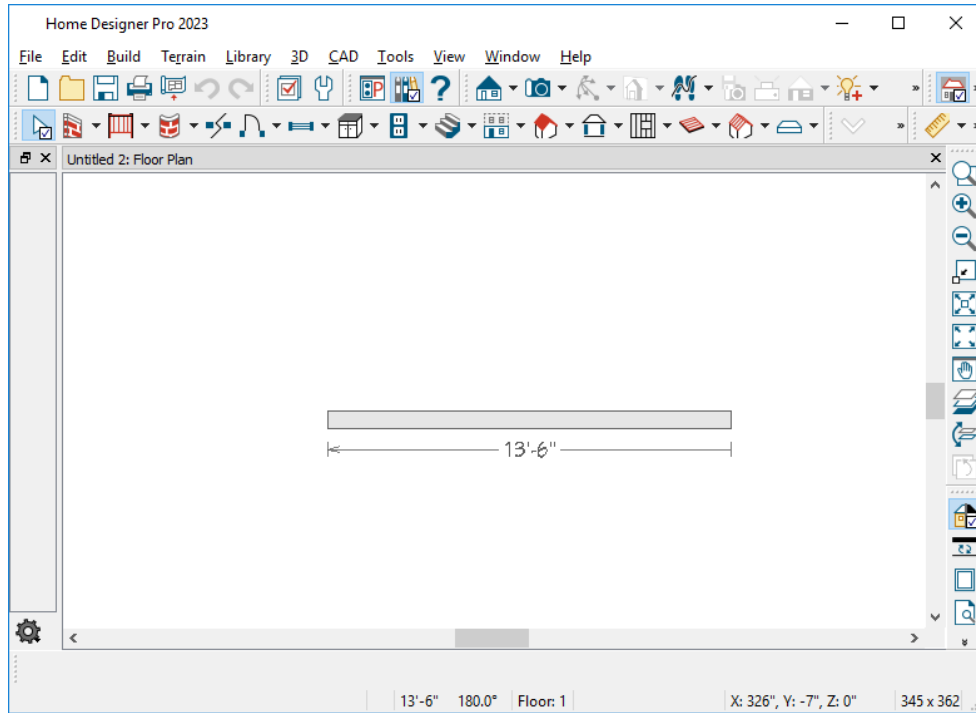 Home Designer Pro 2023
File Edit Build Terrain Library 3D CAD Tools View Window Help
Untitled 2: Floor Plan
13'-6"
13'-6" 180.0° Floor: 1 X: 326", Y: -7", Z: 0" 345 x 362